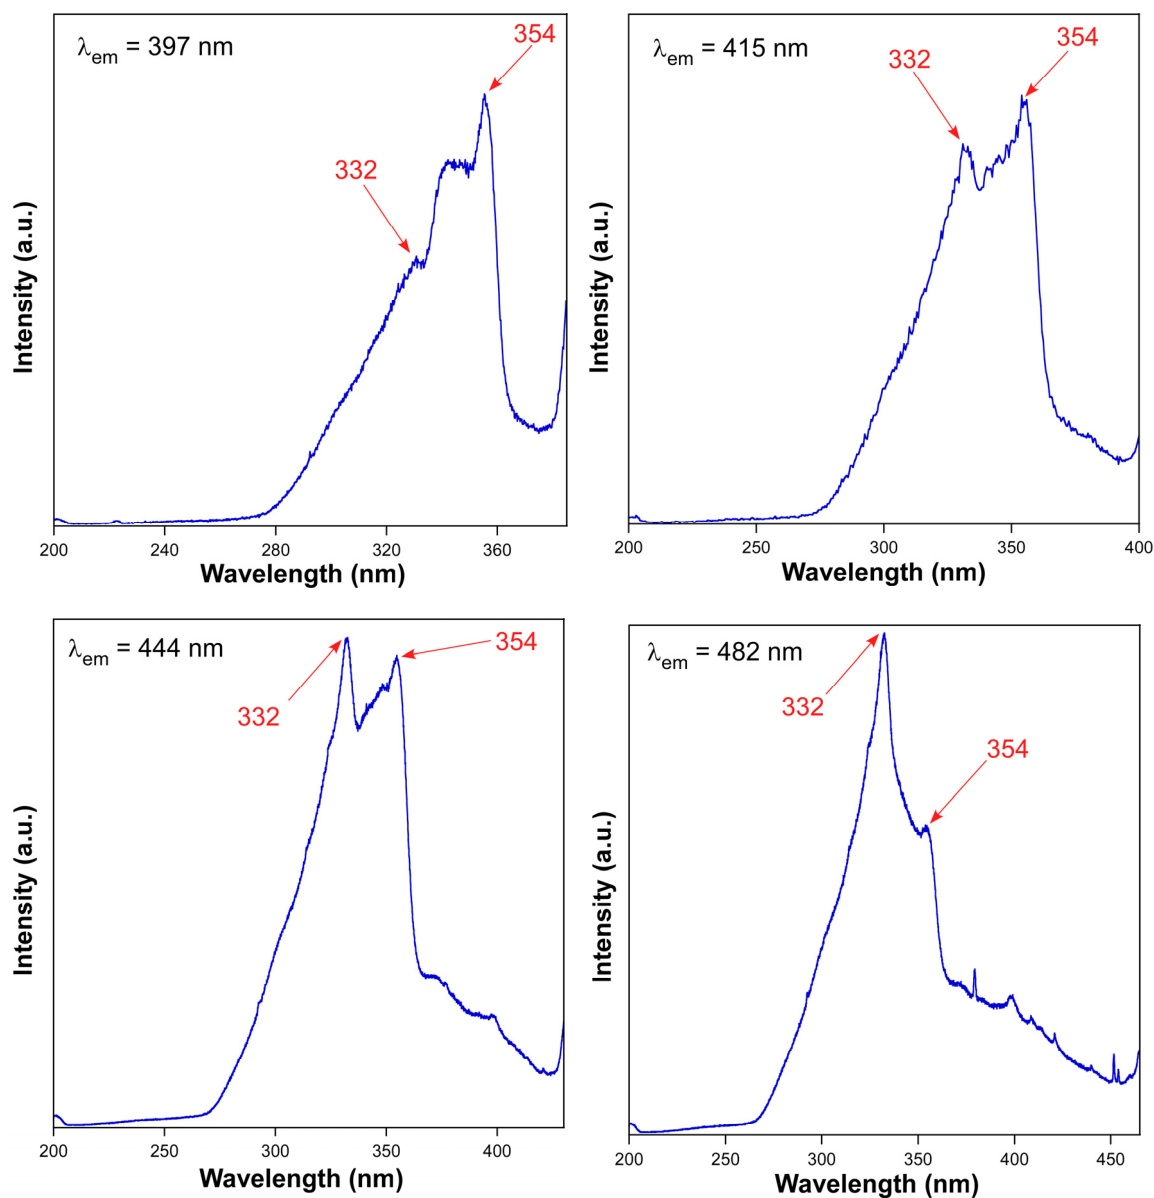 λem = 397 nm
354
332
Intensity (a.u.)
200 240 280 320 360
Wavelength (nm)
λem = 415 nm
354
332
Intensity (a.u.)
200 250 300 350 400
Wavelength (nm)
λem = 444 nm
354
332
Intensity (a.u.)
200 250 300 350 400
Wavelength (nm)
λem = 482 nm
332
354
Intensity (a.u.)
200 250 300 350 400 450
Wavelength (nm)